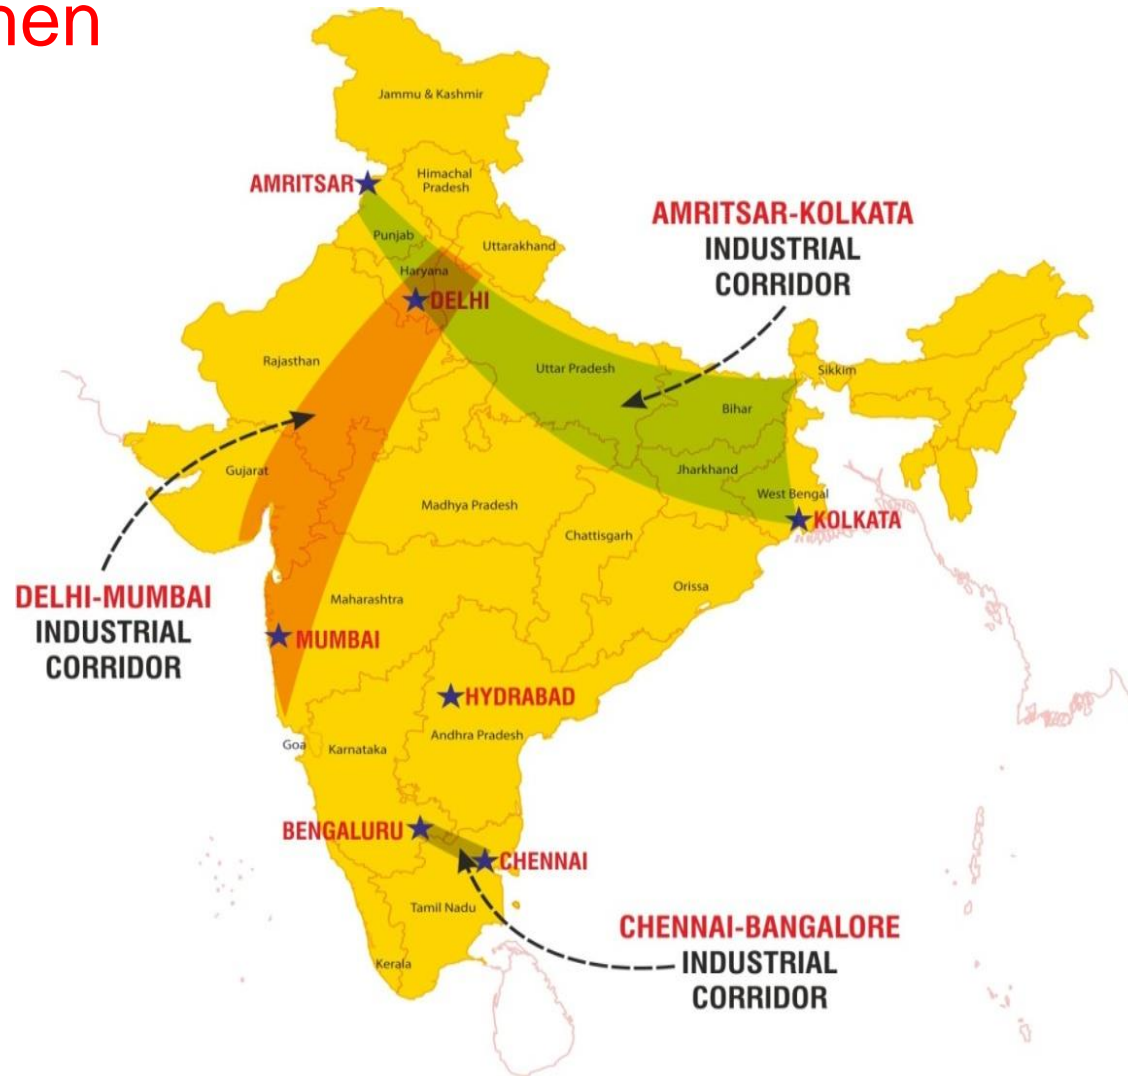 nen
Jammu & Kashmir
AMRITSAR
Himachal
Pradesh
AMRITSAR-KOLKATA
INDUSTRIAL
CORRIDOR
Punjab
Uttarakhand
Haryana
DELHI
Rajasthan
Uttar Pradesh
Sikkim
Bihar
Gujarat
Jharkhand
West Bengal
Madhya Pradesh
KOLKATA
Chattisgarh
Orissa
DELHI-MUMBAI
INDUSTRIAL
CORRIDOR
Maharashtra
MUMBAI
HYDRABAD
Andhra Pradesh
Goa
Karnataka
BENGALURU
CHENNAI
Tamil Nadu
CHENNAI-BANGALORE
INDUSTRIAL
CORRIDOR
Kerala